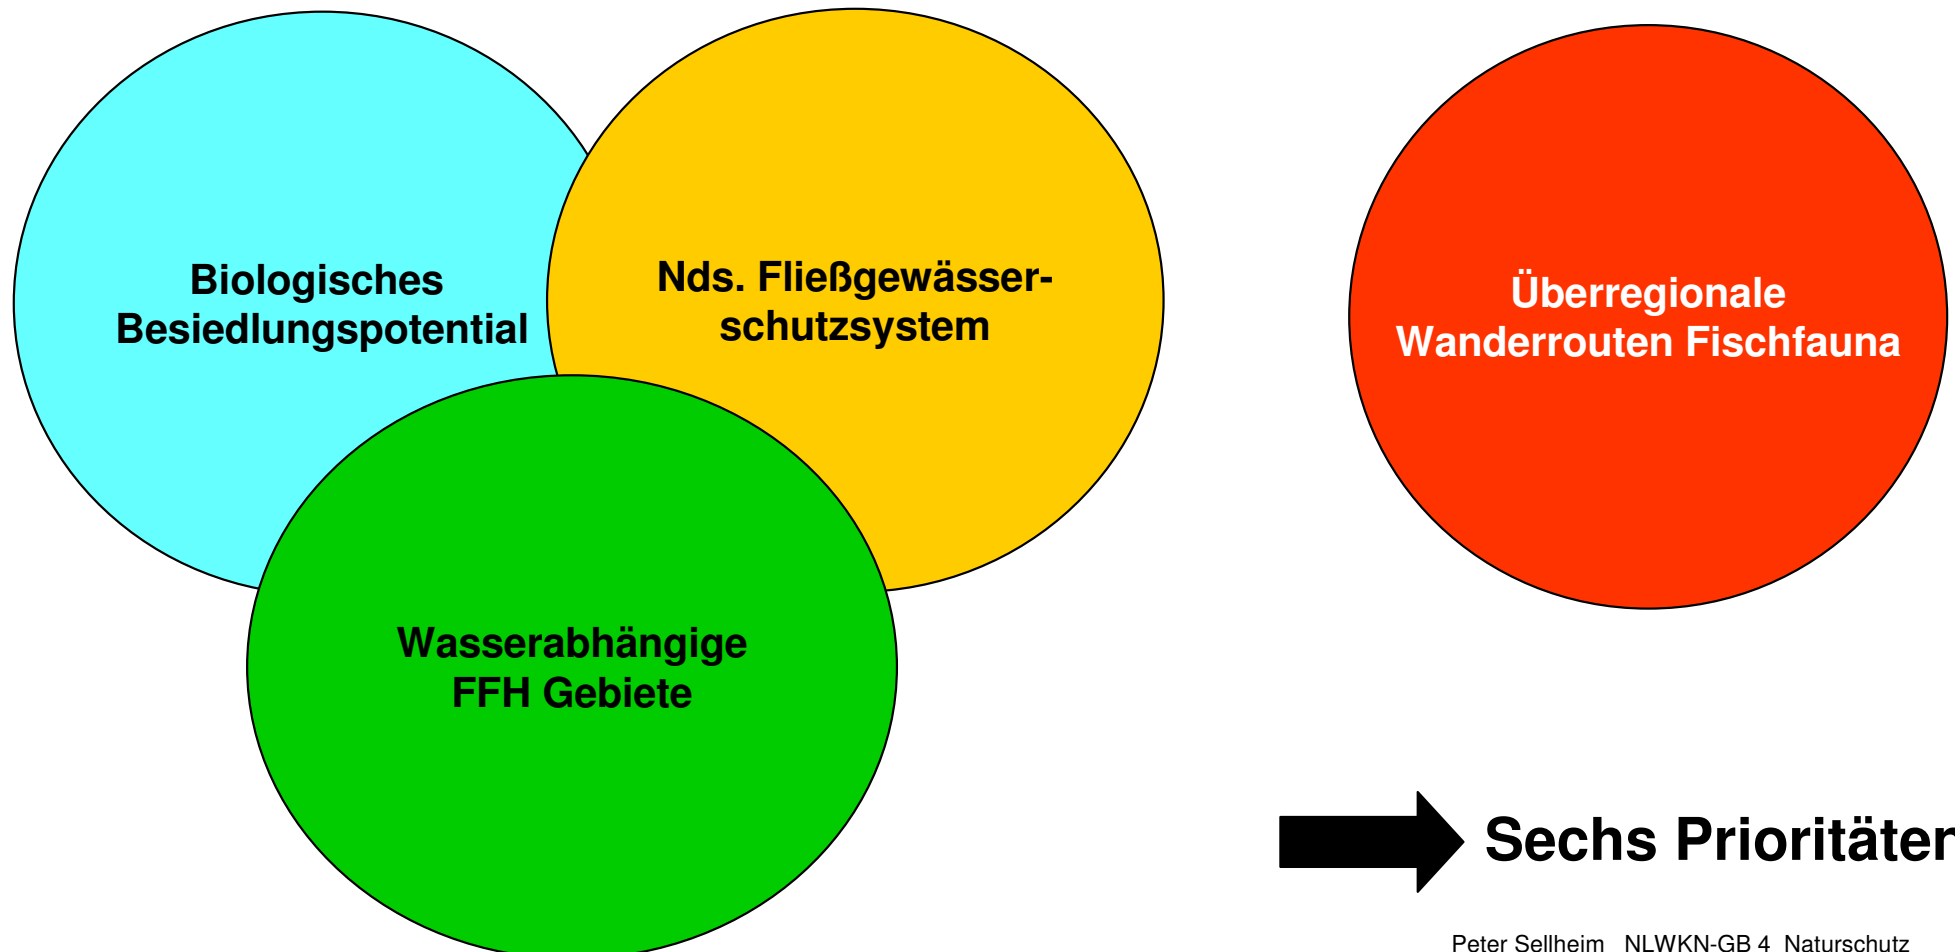 Biologisches
Besiedlungspotential
Nds. Fließgewässer-
schutzsystem
Überregionale
Wanderrouten Fischfauna
Wasserabhängige
FFH Gebiete
Sechs Prioritäten
Peter Sellheim NLWKN-GB 4 Naturschutz